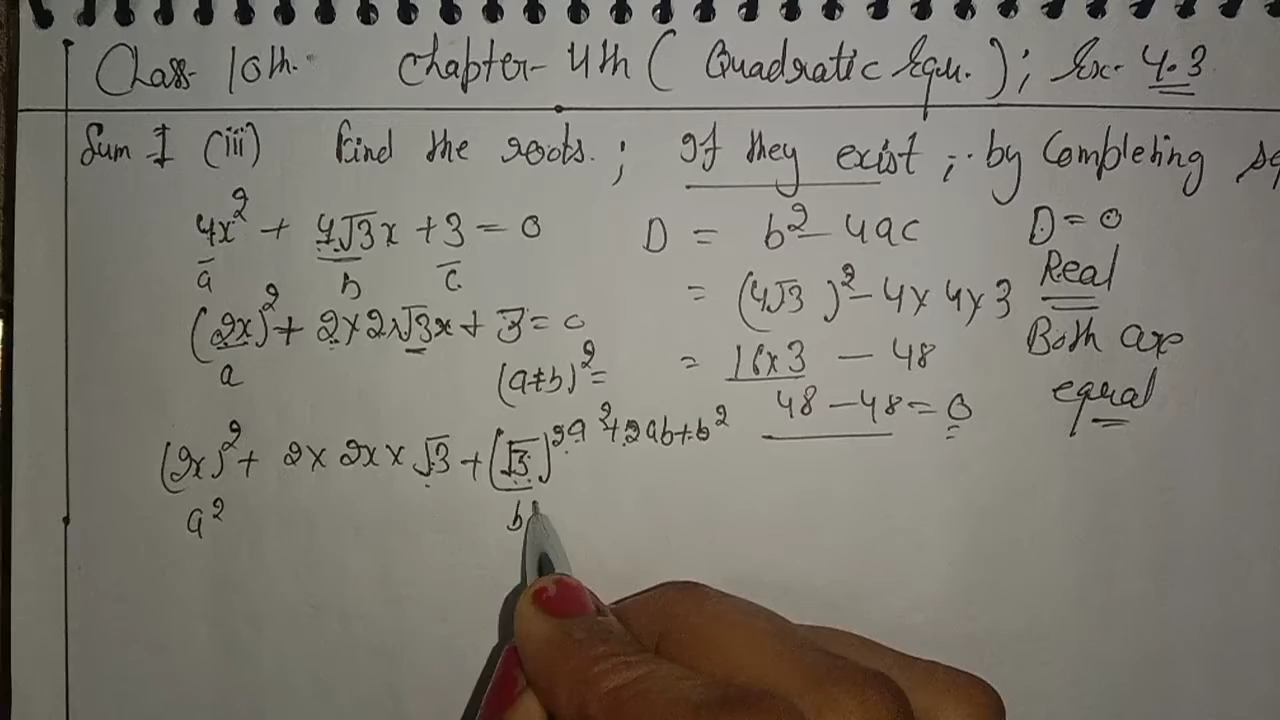 Class- 10th. Chapter- 4th ( Quadratic Equ. ) ; Ex- 4.3
Sum 1 (iii) Find the roots. ; If they exist ; by Completing
4x² + 4√3x + 3 = 0 D = b² - 4ac D = 0
a b c = (4√3)² - 4 × 4 × 3 Real
(2x)² + 2×2×√3x + 3 = 0 = 16×3 - 48 Both are
a (a+b)² = 48 - 48 = 0 equal
a² + 2ab + b²
(2x)² + 2 × 2x × √3 + (√3)²
a² b